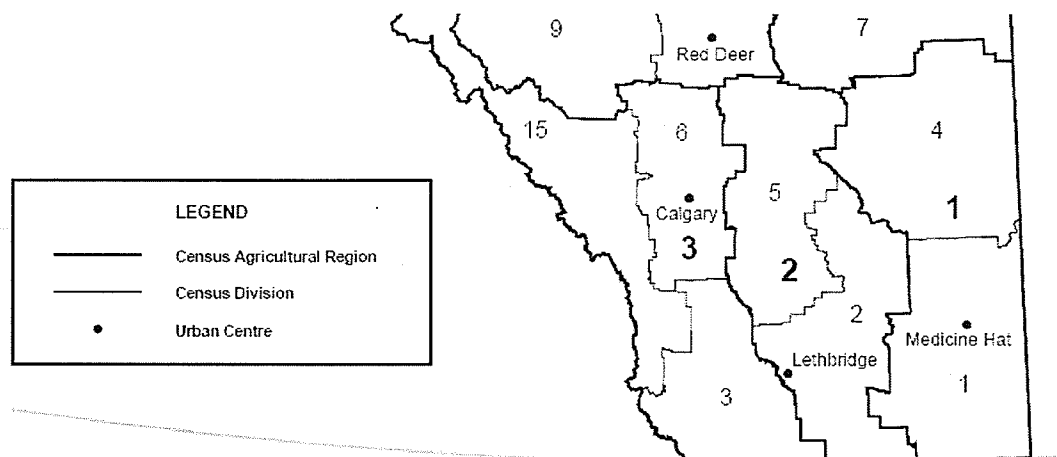 9
7
Red Deer
15
6
4
5
Calgary
1
3
2
2
Medicine Hat
Lethbridge
3
1
LEGEND
Census Agricultural Region
Census Division
Urban Centre